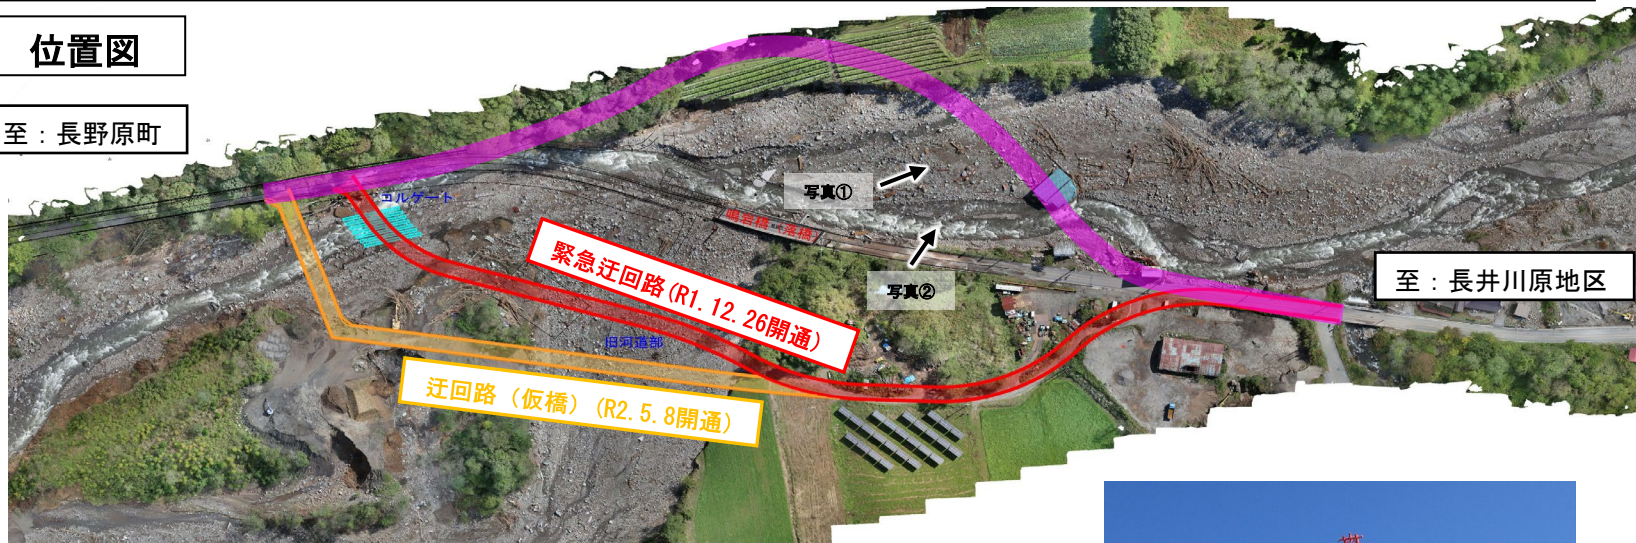 位置図
至：長野原町
コルゲート
写真①
鳴岩橋（落橋）
緊急迂回路(R1.12.26開通)
写真②
至：長井川原地区
旧河道部
迂回路（仮橋）(R2.5.8開通)